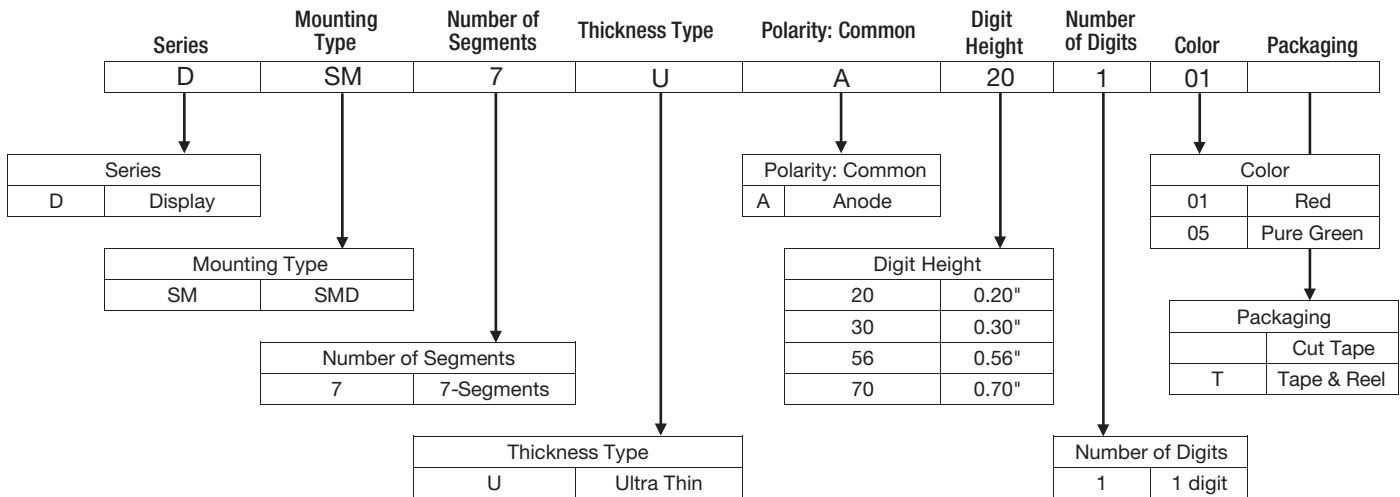 Series Mounting Type Number of Segments Thickness Type Polarity: Common Digit Height Number of Digits Color Packaging
D SM 7 U A 20 1 01
Series
D Display
Mounting Type
SM SMD
Number of Segments
7 7-Segments
Thickness Type
U Ultra Thin
Polarity: Common
A Anode
Digit Height
20 0.20"
30 0.30"
56 0.56"
70 0.70"
Number of Digits
1 1 digit
Color
01 Red
05 Pure Green
Packaging
Cut Tape
T Tape & Reel